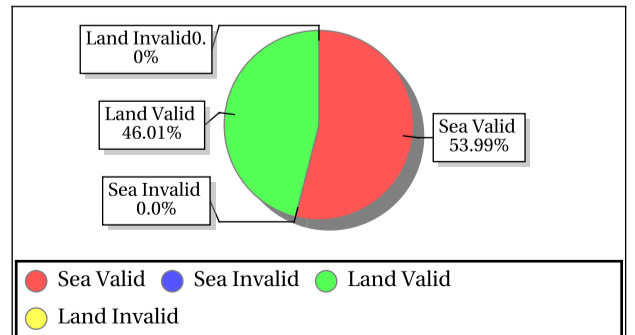 Land Invalid0.
0%
Land Valid
46.01%
Sea Valid
53.99%
Sea Invalid
0.0%
Sea Valid Sea Invalid Land Valid
Land Invalid